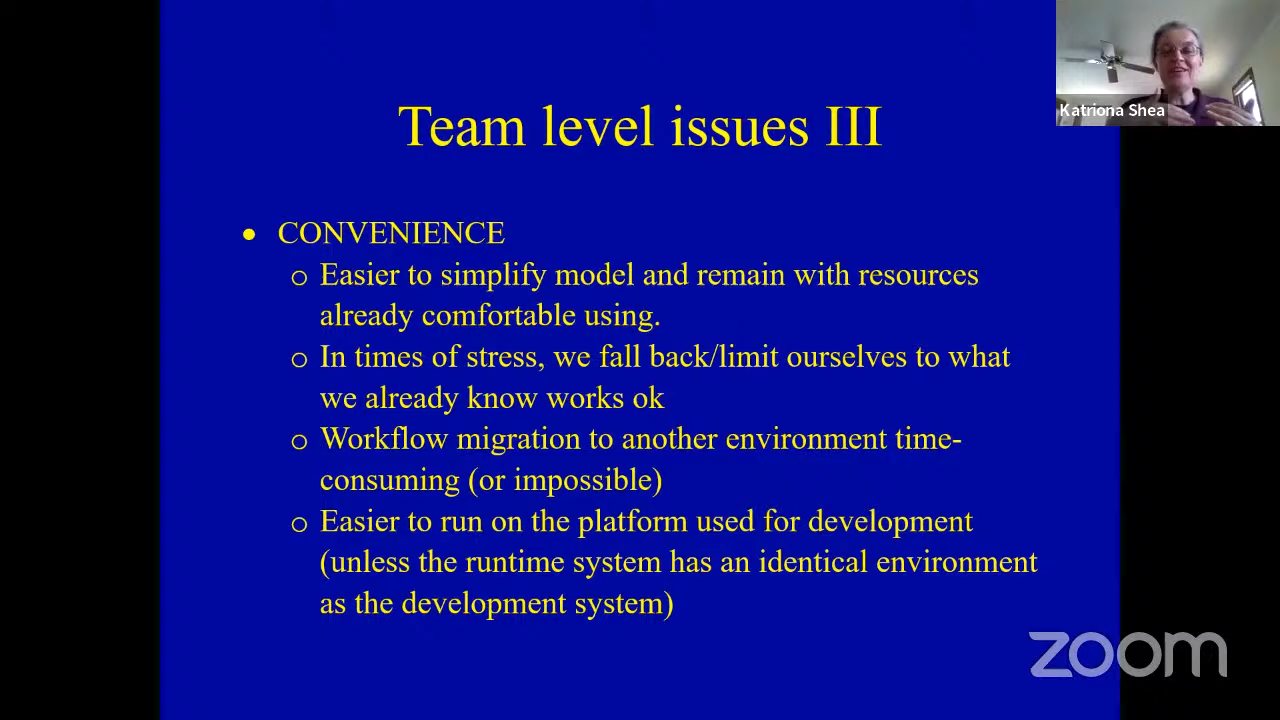 Katriona Shea
Team level issues III
• CONVENIENCE
o Easier to simplify model and remain with resources
already comfortable using.
o In times of stress, we fall back/limit ourselves to what
we already know works ok
o Workflow migration to another environment time-
consuming (or impossible)
o Easier to run on the platform used for development
(unless the runtime system has an identical environment
as the development system)
zoom